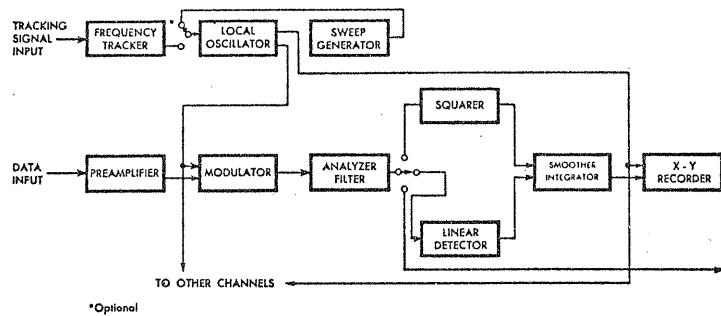 TRACKING
SIGNAL
INPUT
FREQUENCY
TRACKER
*
LOCAL
OSCILLATOR
SWEEP
GENERATOR
SQUARER
DATA
INFUT
PREAMPLIFIER
MODULATOR
ANALYZER
FILTER
SMOOTHER
INTEGRATOR
X - Y
RECORDER
LINEAR
DETECTOR
TO OTHER CHANNELS
*Optional